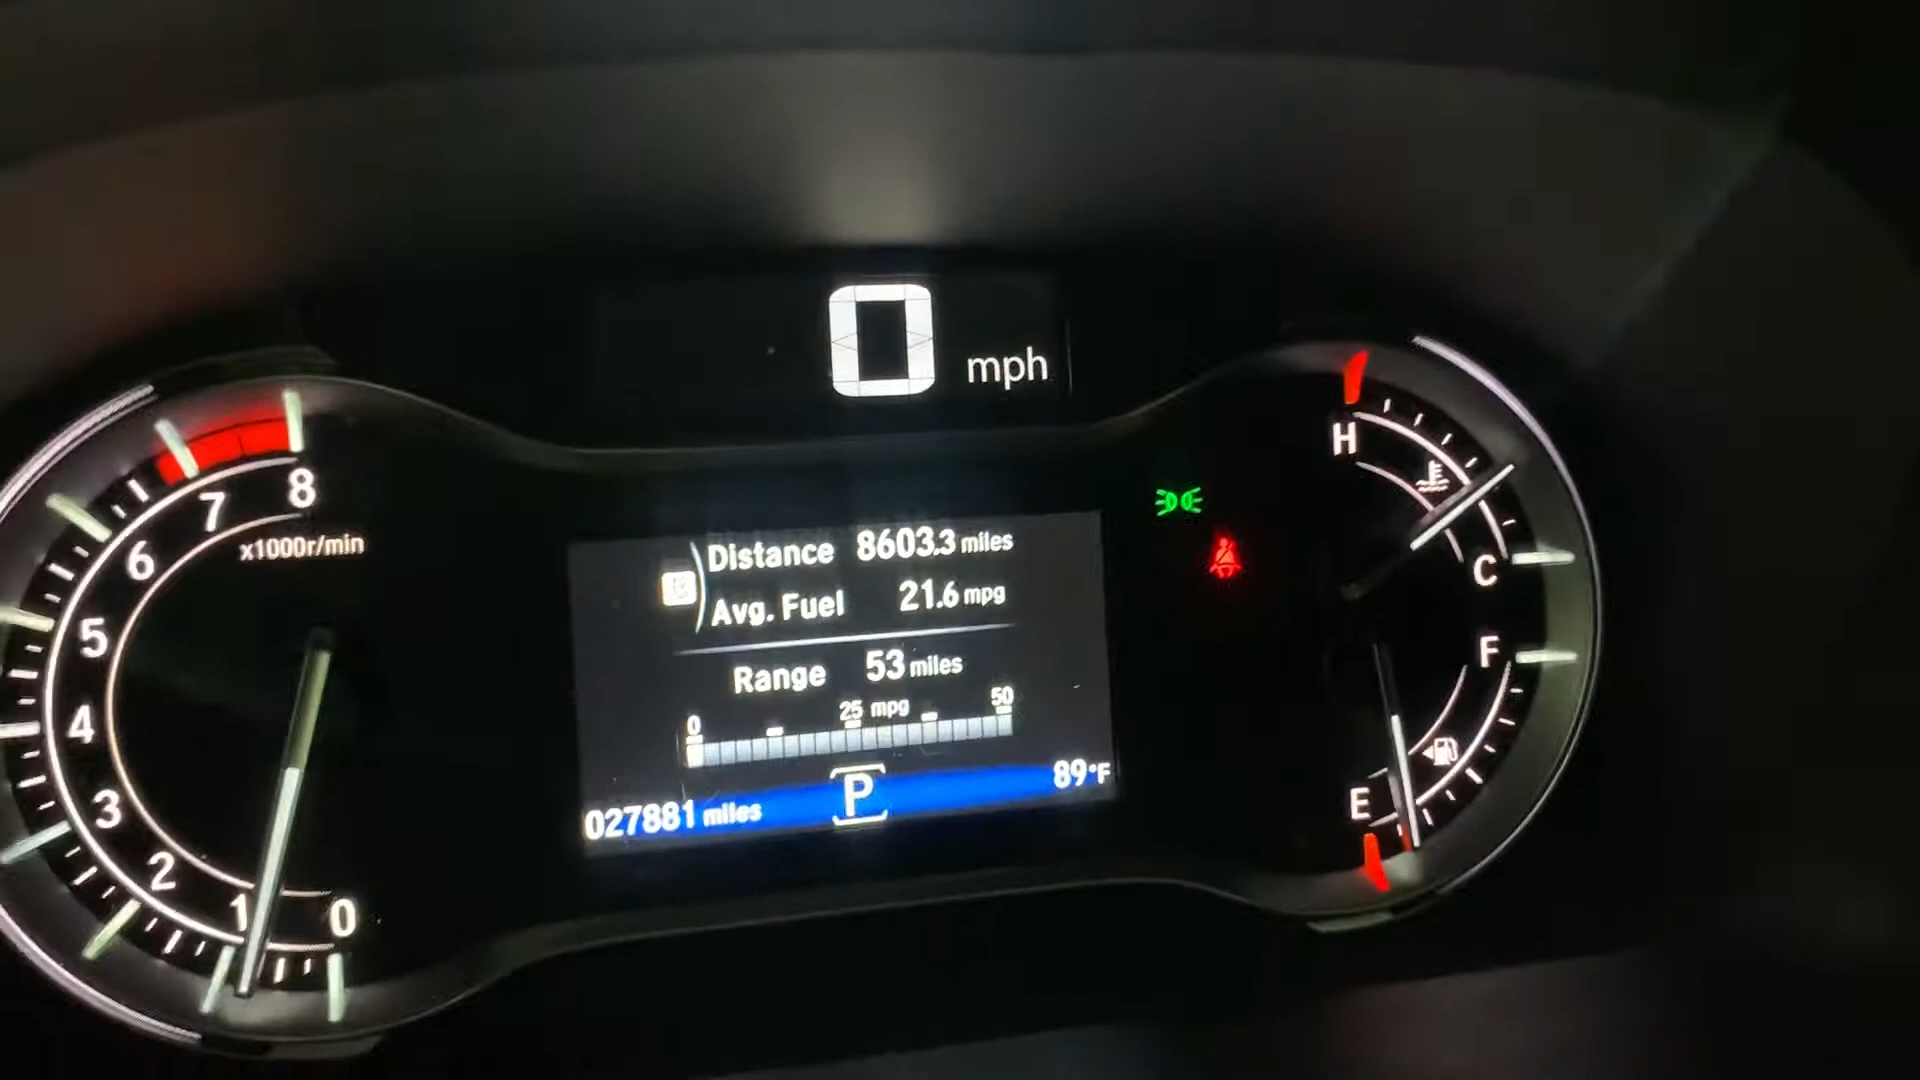 0 mph
8
7
6
5
4
3
2
1
0
x1000r/min
Distance 8603.3 miles
Avg. Fuel 21.6 mpg
Range 53 miles
0 25 mpg 50
027881 miles P 89°F
H
C
F
E